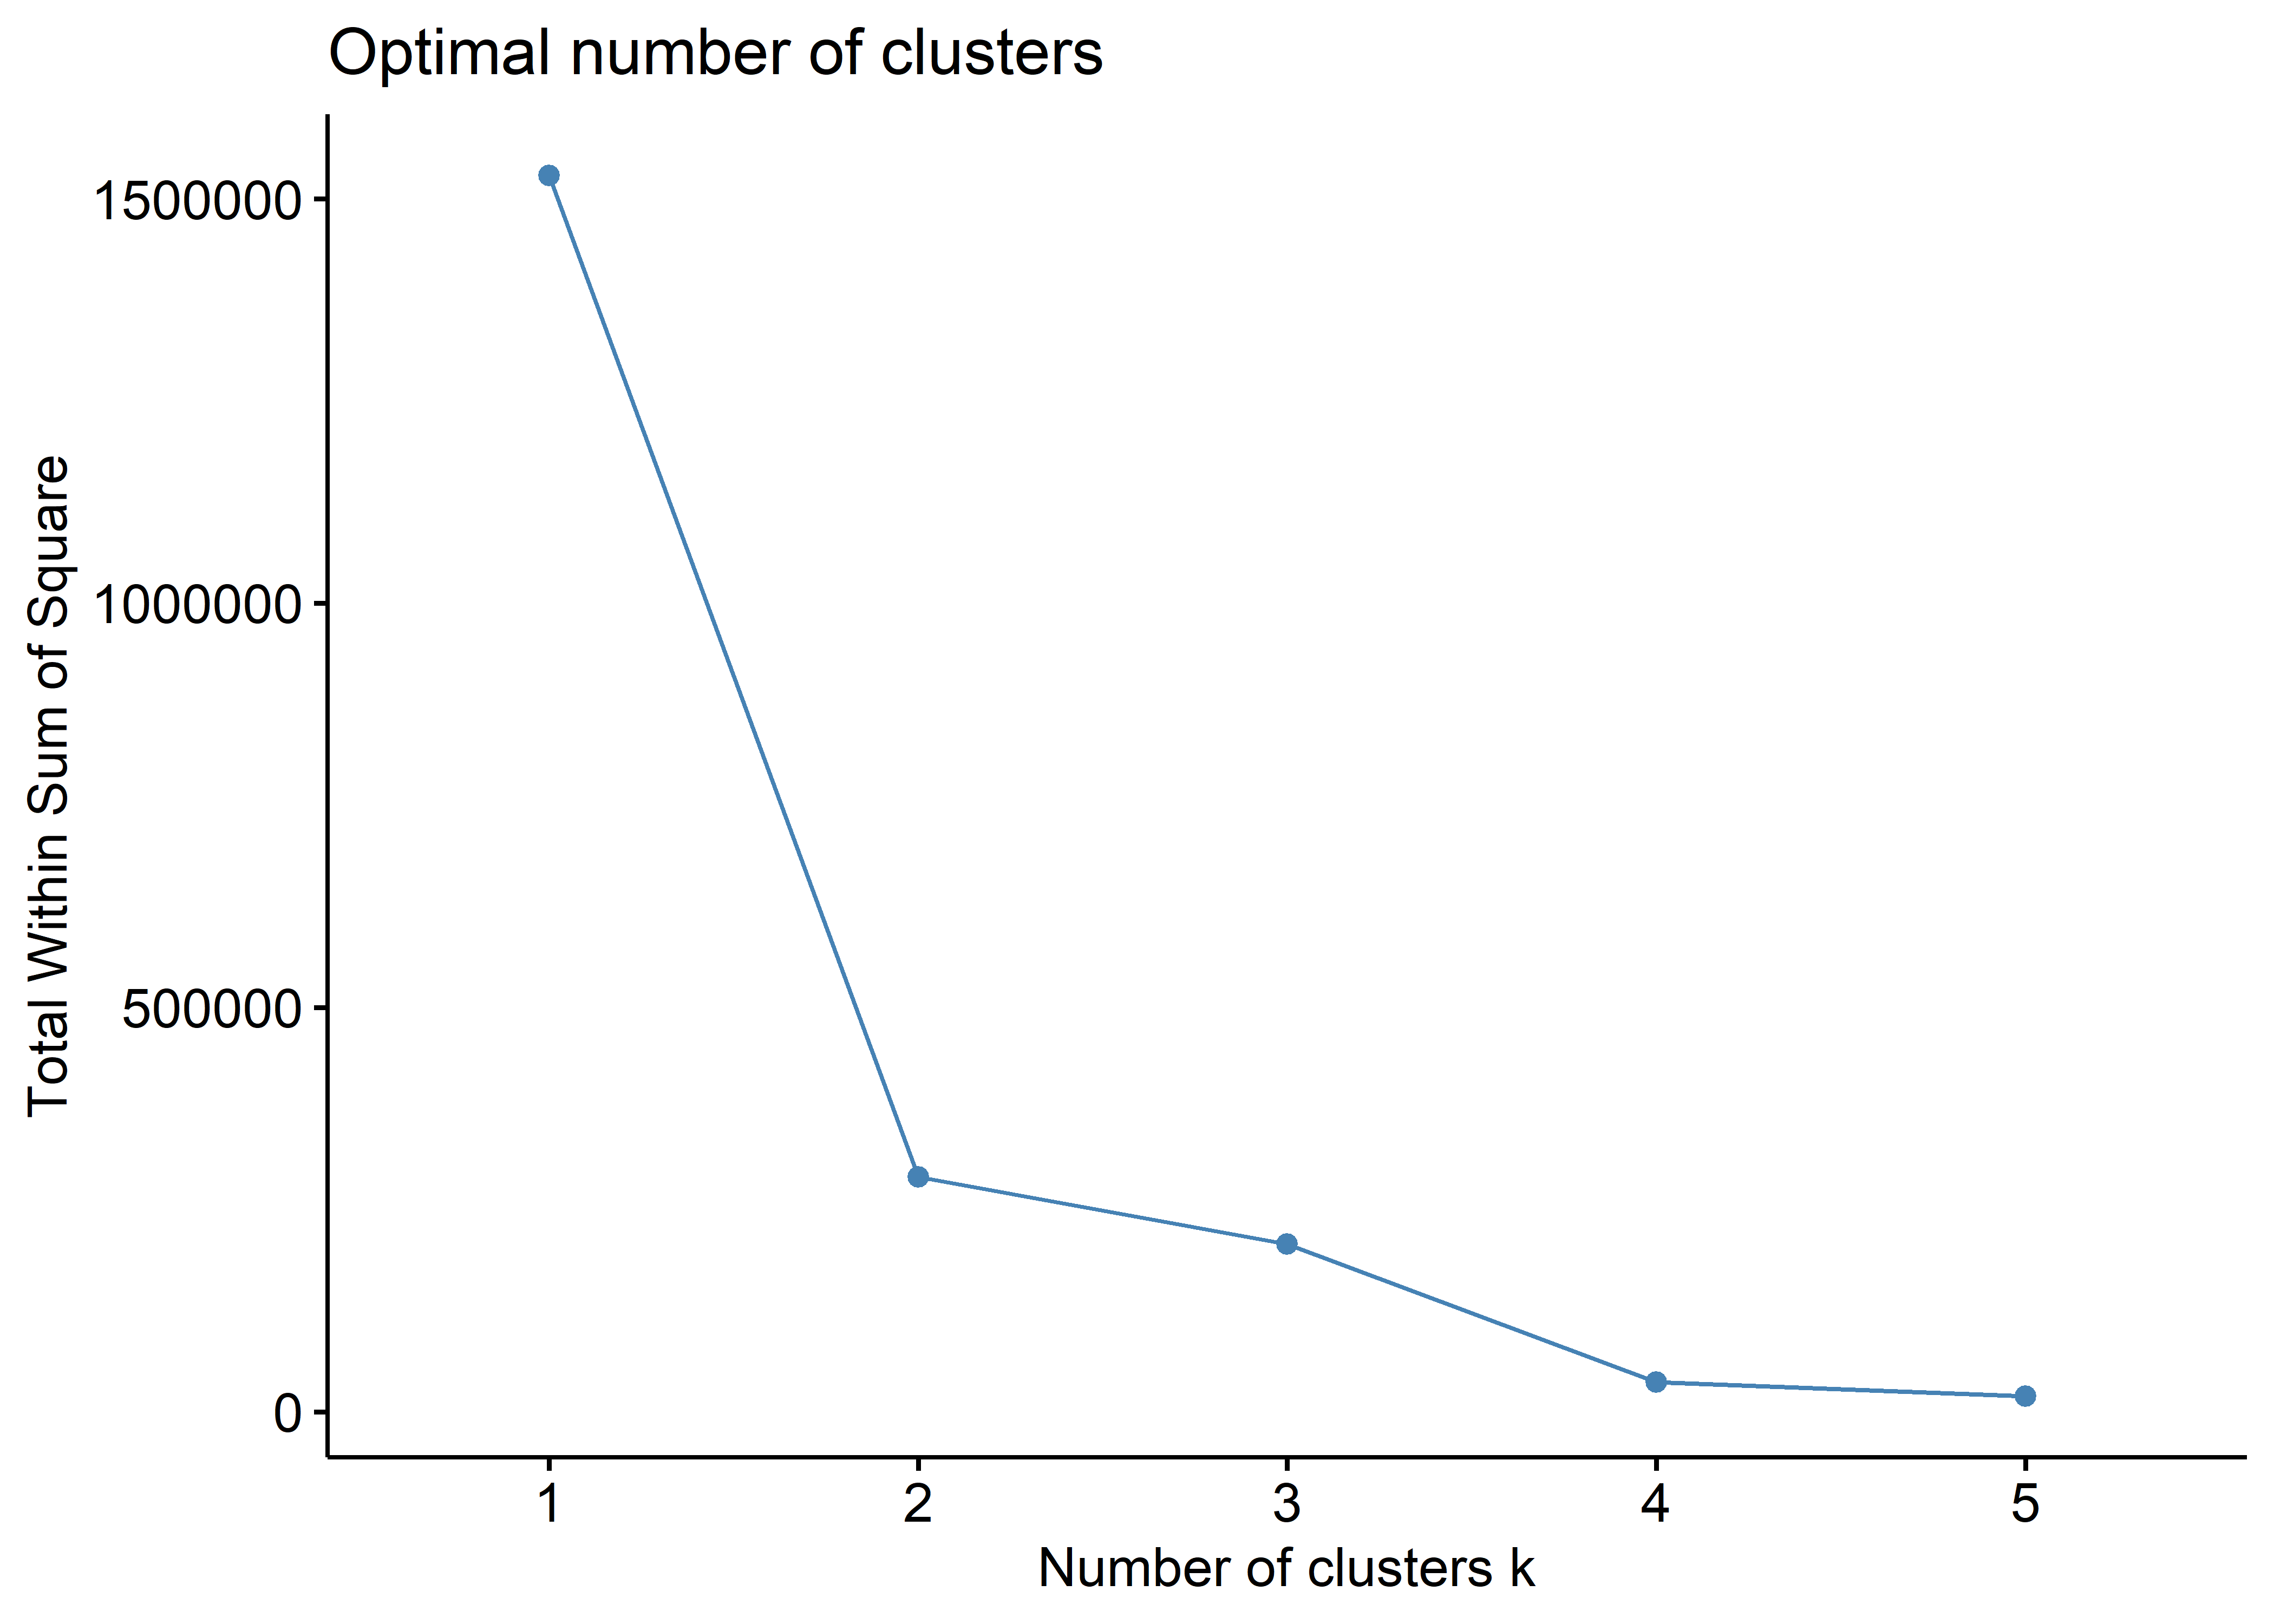 Optimal number of clusters
Total Within Sum of Square
1500000
1000000
500000
0
1 2 3 4 5
Number of clusters k